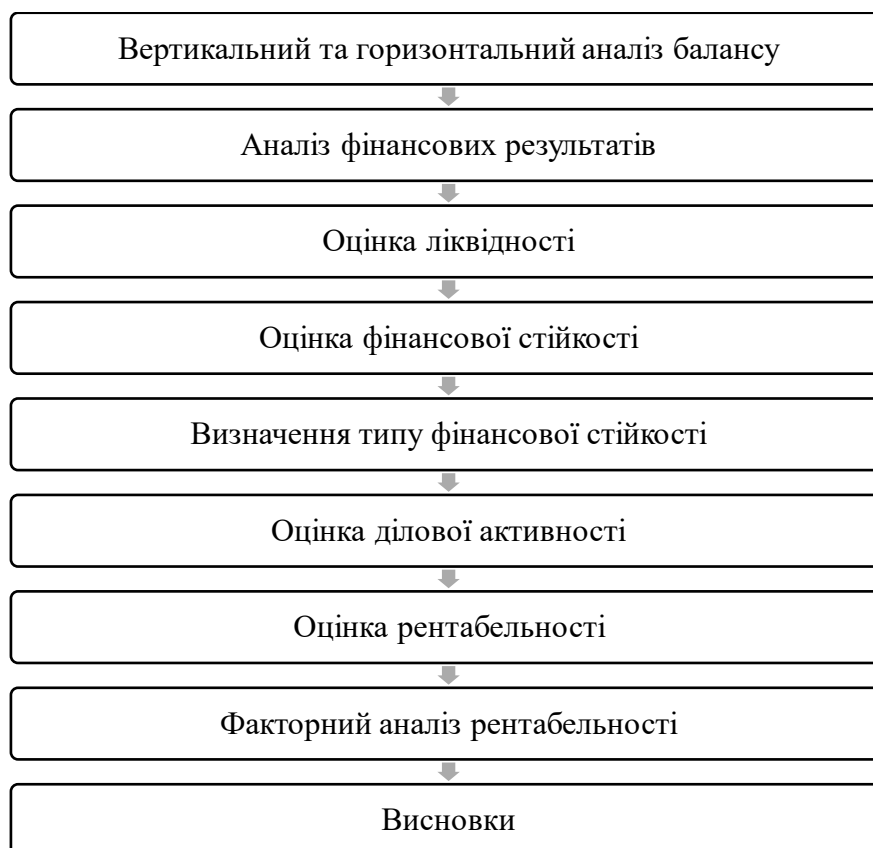 Вертикальний та горизонтальний аналіз балансу
Аналіз фінансових результатів
Оцінка ліквідності
Оцінка фінансової стійкості
Визначення типу фінансової стійкості
Оцінка ділової активності
Оцінка рентабельності
Факторний аналіз рентабельності
Висновки